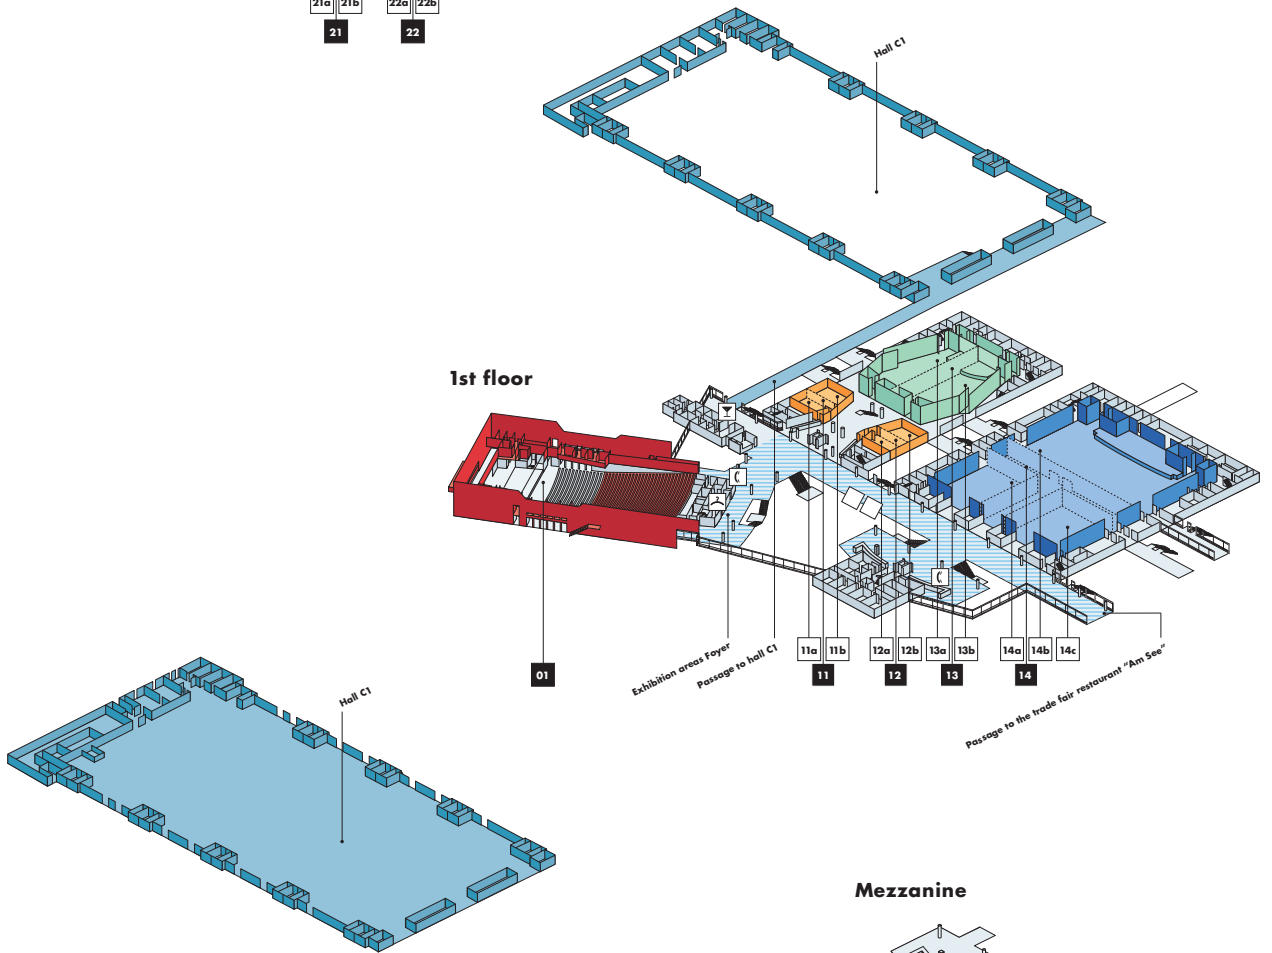 21a 21b 22a 22b
21 22
Hall C1
1st floor
2
11a 11b 12a 12b 13a 13b 14a 14b 14c
01 11 12 13 14
Exhibition areas Foyer
Passage to hall C1
Passage to the trade fair restaurant "Am See"
Hall C1
Mezzanine